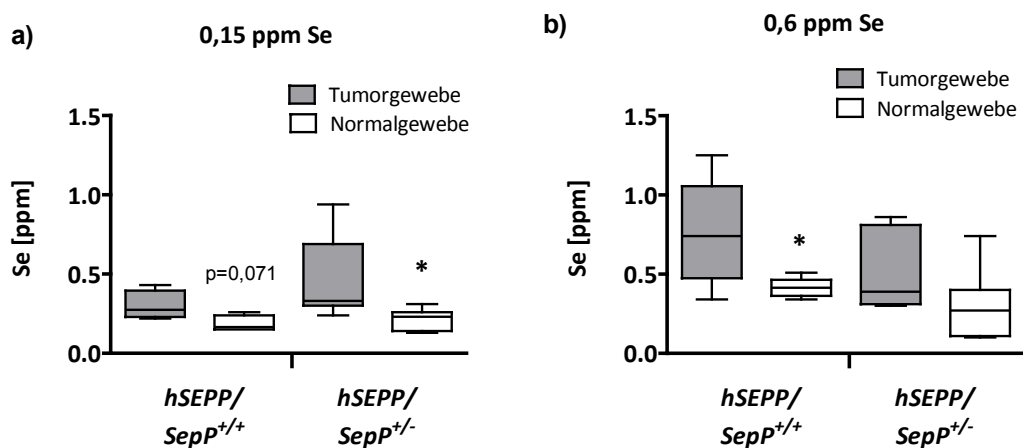 a)
0,15 ppm Se
Tumorgewebe
Normalgewebe
Se [ppm]
1.5
1.0
0.5
0.0
p=0,071
*
hSEPP/
SepP+/+
hSEPP/
SepP+/-
b)
0,6 ppm Se
Tumorgewebe
Normalgewebe
Se [ppm]
1.5
1.0
0.5
0.0
*
hSEPP/
SepP+/+
hSEPP/
SepP+/-